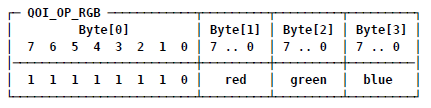 QOI_OP_RGB
Byte[0] Byte[1] Byte[2] Byte[3]
7 6 5 4 3 2 1 0 7 .. 0 7 .. 0 7 .. 0
1 1 1 1 1 1 1 0 red green blue